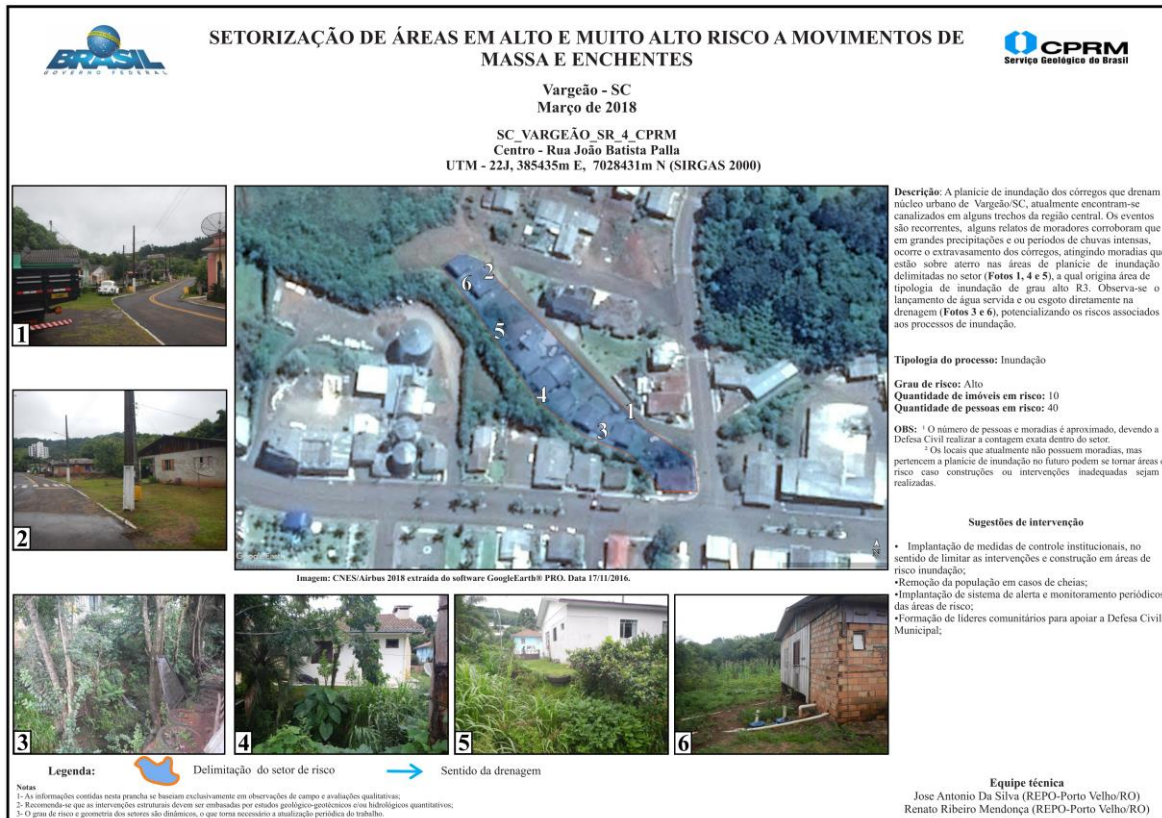 BRASIL
GOVERNO FEDERAL
SETORIZAÇÃO DE ÁREAS EM ALTO E MUITO ALTO RISCO A MOVIMENTOS DE
MASSA E ENCHENTES
CPRM
Serviço Geológico do Brasil
Vargeão - SC
Março de 2018
SC_VARGEÃO_SR_4_CPRM
Centro - Rua João Batista Palla
UTM - 22J, 385435m E, 7028431m N (SIRGAS 2000)
1
2
2
6
5
4
1
3
GoogleEarth
N
Imagem: CNES/Airbus 2018 extraída do software GoogleEarth® PRO. Data 17/11/2016.
Descrição: A planície de inundação dos córregos que drenam
núcleo urbano de Vargeão/SC, atualmente encontram-se
canalizados em alguns trechos da região central. Os eventos
são recorrentes, alguns relatos de moradores corroboram que
em grandes precipitações e ou períodos de chuvas intensas,
ocorre o extravasamento dos córregos, atingindo moradias que
estão sobre aterro nas áreas de planície de inundação
delimitadas no setor (Fotos 1, 4 e 5), a qual origina área de
tipologia de inundação de grau alto R3. Observa-se o
lançamento de água servida e ou esgoto diretamente na
drenagem (Fotos 3 e 6), potencializando os riscos associados
aos processos de inundação.
Tipologia do processo: Inundação
Grau de risco: Alto
Quantidade de imóveis em risco: 10
Quantidade de pessoas em risco: 40
OBS: ¹ O número de pessoas e moradias é aproximado, devendo a
Defesa Civil realizar a contagem exata dentro do setor.
² Os locais que atualmente não possuem moradias, mas
pertencem a planície de inundação no futuro podem se tornar áreas
risco caso construções ou intervenções inadequadas sejam
realizadas.
Sugestões de intervenção
• Implantação de medidas de controle institucionais, no
sentido de limitar as intervenções e construção em áreas de
risco inundação;
•Remoção da população em casos de cheias;
•Implantação de sistema de alerta e monitoramento periódicos
das áreas de risco;
•Formação de líderes comunitários para apoiar a Defesa Civil
Municipal;
3
4
5
6
Legenda:
Delimitação do setor de risco
Sentido da drenagem
Notas
1- As informações contidas nesta prancha se baseiam exclusivamente em observações de campo e avaliações qualitativas;
2- Recomenda-se que as intervenções estruturais devem ser embasadas por estudos geológico-geotécnicos e/ou hidrológicos quantitativos;
3- O grau de risco e geometria dos setores são dinâmicos, o que torna necessário a atualização periódica do trabalho.
Equipe técnica
Jose Antonio Da Silva (REPO-Porto Velho/RO)
Renato Ribeiro Mendonça (REPO-Porto Velho/RO)